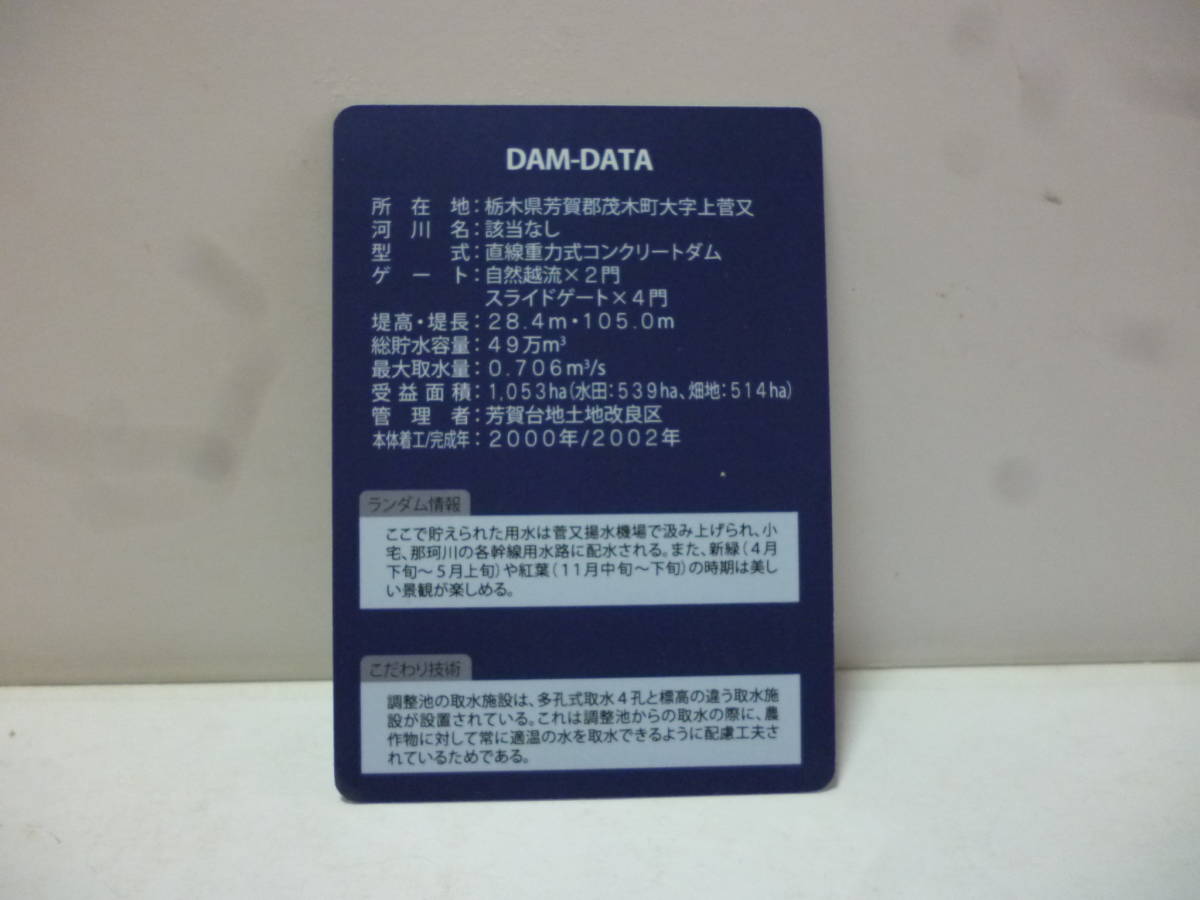 DAM-DATA
所在地：栃木県芳賀郡茂木町大字上菅又
河川名：該当なし
型式：直線重力式コンクリートダム
ゲート：自然越流×２門
スライドゲート×４門
堤高・堤長：２８.４ｍ・１０５.０ｍ
総貯水容量：４９万m³
最大取水量：０.７０６m³/s
受益面積：１,０５３ha（水田：５３９ha、畑地：５１４ha）
管理者：芳賀台地土地改良区
本体着工/完成年：２０００年/２００２年
ランダム情報
ここで貯えられた用水は菅又揚水機場で汲み上げられ、小
宅、那珂川の各幹線用水路に配水される。また、新緑（４月
下旬～５月上旬）や紅葉（１１月中旬～下旬）の時期は美し
い景観が楽しめる。
こだわり技術
調整池の取水施設は、多孔式取水４孔と標高の違う取水施
設が設置されている。これは調整池からの取水の際に、農
作物に対して常に適温の水を取水できるように配慮工夫さ
れているためである。